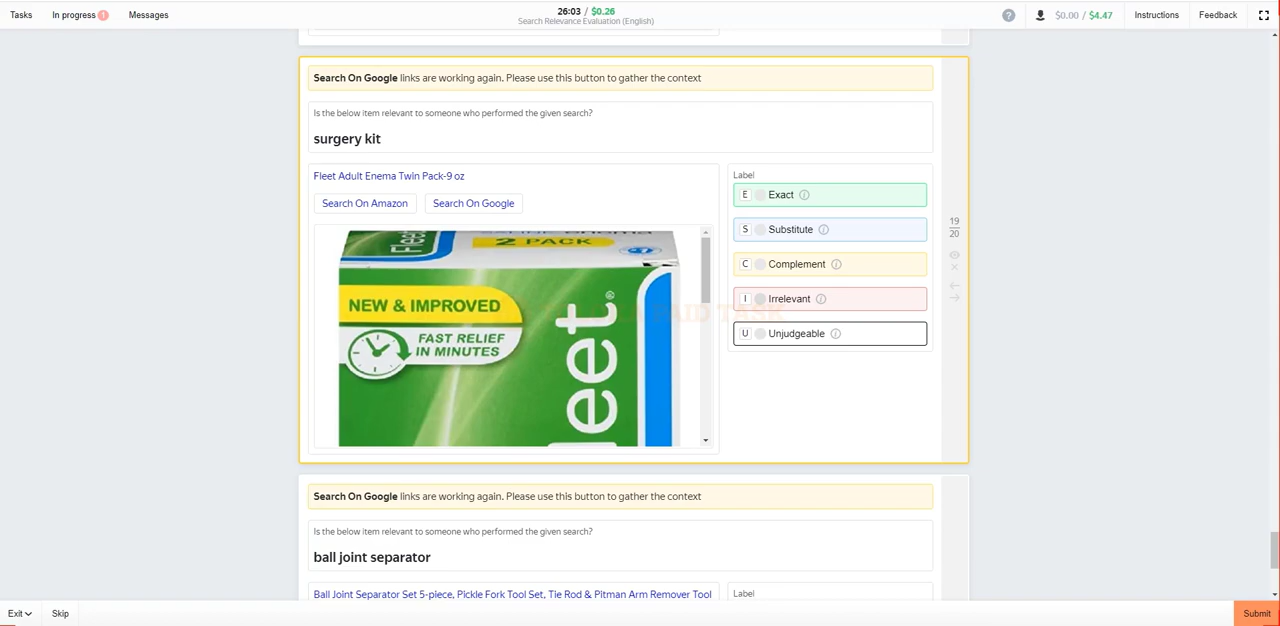 Tasks In progress 1 Messages
26:03 / $0.26
Search Relevance Evaluation (English)
? $0.00 / $4.47 Instructions Feedback
Search On Google links are working again. Please use this button to gather the context
Is the below item relevant to someone who performed the given search?
surgery kit
Fleet Adult Enema Twin Pack-9 oz
Search On Amazon Search On Google
Fleet
2 PACK
NEW & IMPROVED
FAST RELIEF
IN MINUTES
leet®
PAID TASK
Label
E Exact
S Substitute
C Complement
I Irrelevant
U Unjudgeable
19
20
Search On Google links are working again. Please use this button to gather the context
Is the below item relevant to someone who performed the given search?
ball joint separator
Ball Joint Separator Set 5-piece, Pickle Fork Tool Set, Tie Rod & Pitman Arm Remover Tool
Label
Exit Skip Submit